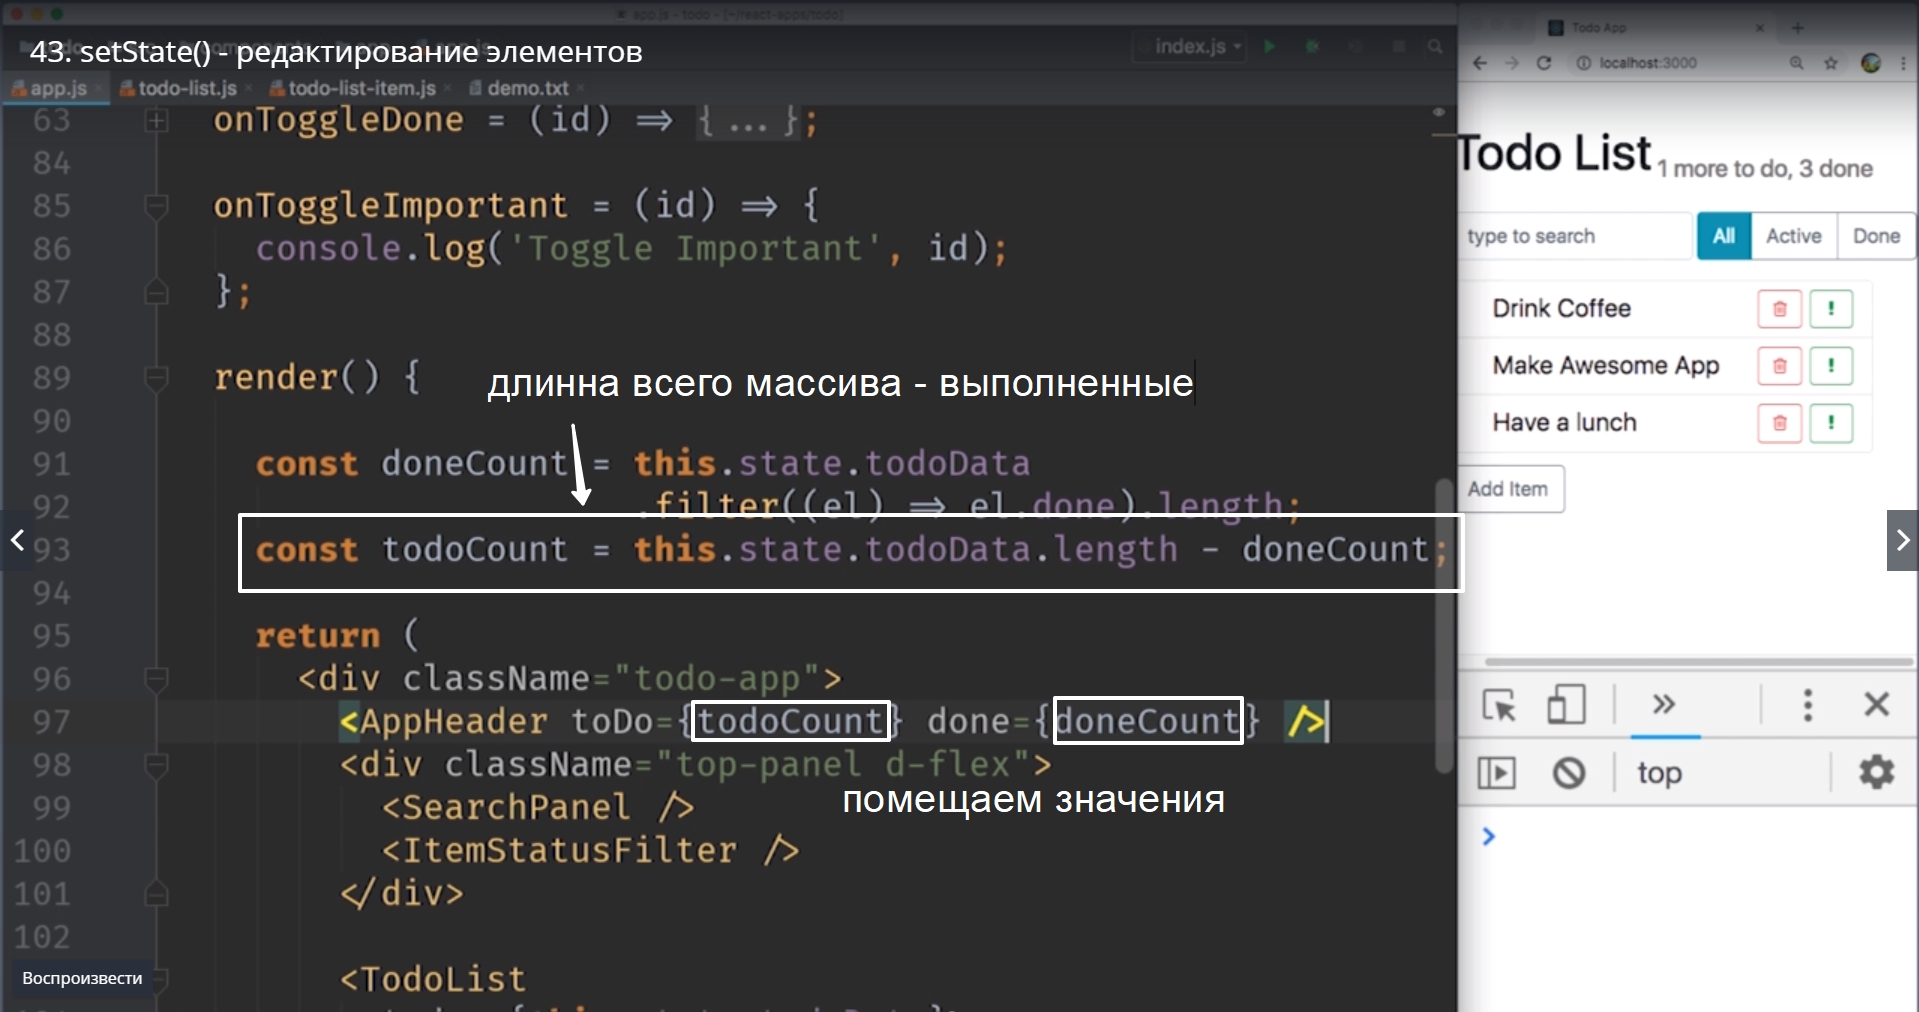 app.js - todo - [~/react-apps/todo]
43. setState() - редактирование элементов
index.js
app.js
todo-list.js
todo-list-item.js
demo.txt
63 onToggleDone = (id) => {...};
84
85 onToggleImportant = (id) => {
86 console.log('Toggle Important', id);
87 };
88
89 render() {
длинна всего массива - выполненные
90
91 const doneCount = this.state.todoData
92 .filter((el) => el.done).length;
93 const todoCount = this.state.todoData.length - doneCount;
94
95 return (
96 <div className="todo-app">
97 <AppHeader toDo={todoCount} done={doneCount} />
98 <div className="top-panel d-flex">
помещаем значения
99 <SearchPanel />
100 <ItemStatusFilter />
101 </div>
102
<TodoList
Воспроизвести
Todo App
localhost:3000
Todo List 1 more to do, 3 done
type to search
All
Active
Done
Drink Coffee
!
Make Awesome App
!
Have a lunch
!
Add Item
top